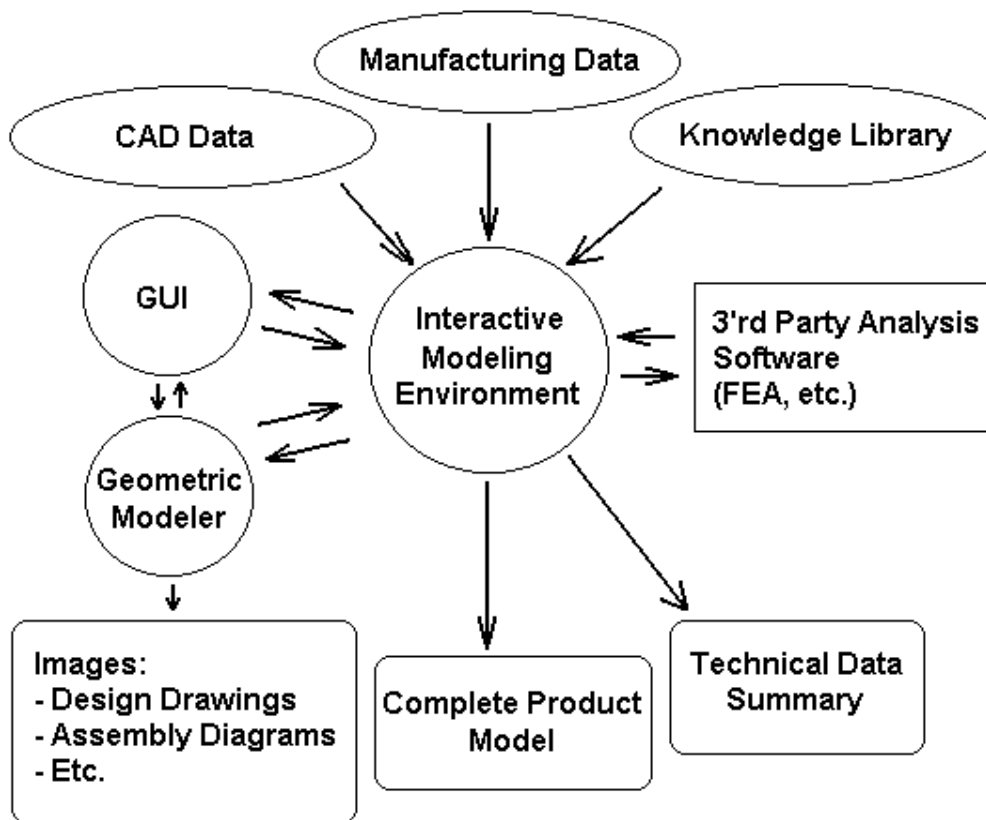 Manufacturing Data
CAD Data
Knowledge Library
GUI
Interactive
Modeling
Environment
3'rd Party Analysis
Software
(FEA, etc.)
Geometric
Modeler
Images:
- Design Drawings
- Assembly Diagrams
- Etc.
Complete Product
Model
Technical Data
Summary